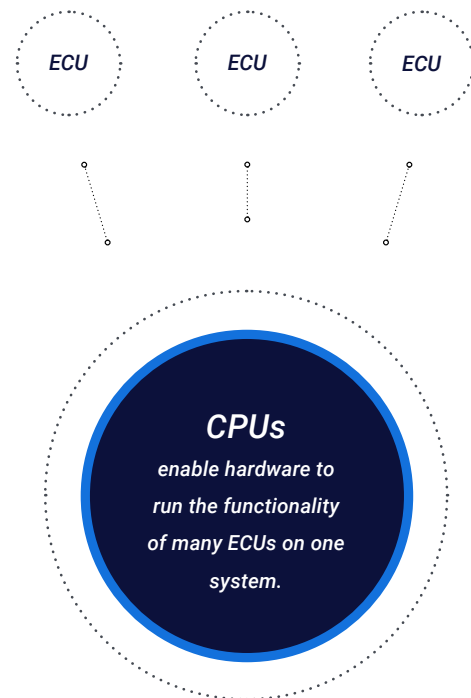 ECU ECU ECU
CPUs
enable hardware to
run the functionality
of many ECUs on one
system.